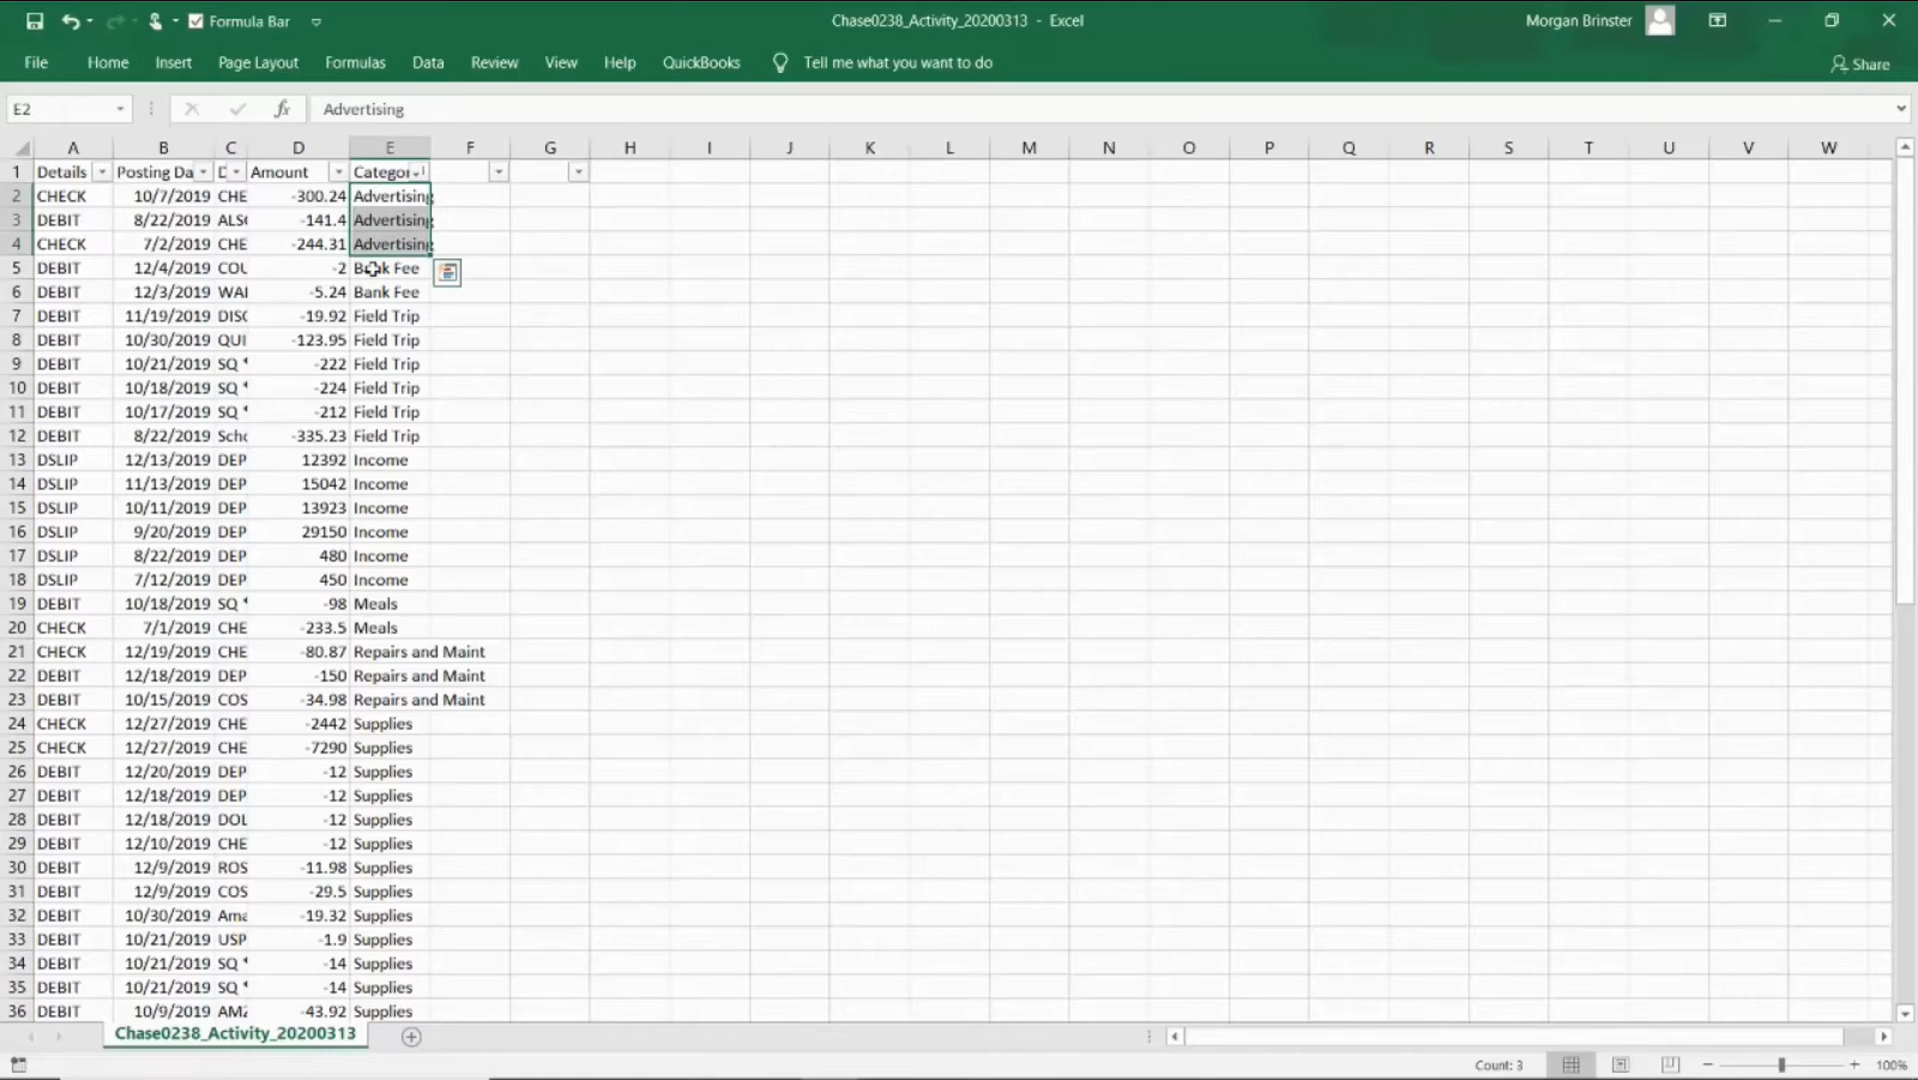 Formula Bar
Chase0238_Activity_20200313 - Excel
Morgan Brinster
File Home Insert Page Layout Formulas Data Review View Help QuickBooks Tell me what you want to do Share
E2 fx Advertising
A B C D E F G H I J K L M N O P Q R S T U V W
1 Details Posting Da D Amount Categor
2 CHECK 10/7/2019 CHE -300.24 Advertising
3 DEBIT 8/22/2019 ALSO -141.4 Advertising
4 CHECK 7/2/2019 CHE -244.31 Advertising
5 DEBIT 12/4/2019 COU -2 Bank Fee
6 DEBIT 12/3/2019 WAI -5.24 Bank Fee
7 DEBIT 11/19/2019 DISC -19.92 Field Trip
8 DEBIT 10/30/2019 QUI -123.95 Field Trip
9 DEBIT 10/21/2019 SQ * -222 Field Trip
10 DEBIT 10/18/2019 SQ * -224 Field Trip
11 DEBIT 10/17/2019 SQ * -212 Field Trip
12 DEBIT 8/22/2019 Scho -335.23 Field Trip
13 DSLIP 12/13/2019 DEP 12392 Income
14 DSLIP 11/13/2019 DEP 15042 Income
15 DSLIP 10/11/2019 DEP 13923 Income
16 DSLIP 9/20/2019 DEP 29150 Income
17 DSLIP 8/22/2019 DEP 480 Income
18 DSLIP 7/12/2019 DEP 450 Income
19 DEBIT 10/18/2019 SQ * -98 Meals
20 CHECK 7/1/2019 CHE -233.5 Meals
21 CHECK 12/19/2019 CHE -80.87 Repairs and Maint
22 DEBIT 12/18/2019 DEP -150 Repairs and Maint
23 DEBIT 10/15/2019 COS -34.98 Repairs and Maint
24 CHECK 12/27/2019 CHE -2442 Supplies
25 CHECK 12/27/2019 CHE -7290 Supplies
26 DEBIT 12/20/2019 DEP -12 Supplies
27 DEBIT 12/18/2019 DEP -12 Supplies
28 DEBIT 12/18/2019 DOL -12 Supplies
29 DEBIT 12/10/2019 CHE -12 Supplies
30 DEBIT 12/9/2019 ROS -11.98 Supplies
31 DEBIT 12/9/2019 COS -29.5 Supplies
32 DEBIT 10/30/2019 Ama -19.32 Supplies
33 DEBIT 10/21/2019 USP -1.9 Supplies
34 DEBIT 10/21/2019 SQ * -14 Supplies
35 DEBIT 10/21/2019 SQ * -14 Supplies
36 DEBIT 10/9/2019 AMZ -43.92 Supplies
Chase0238_Activity_20200313
Count: 3 100%